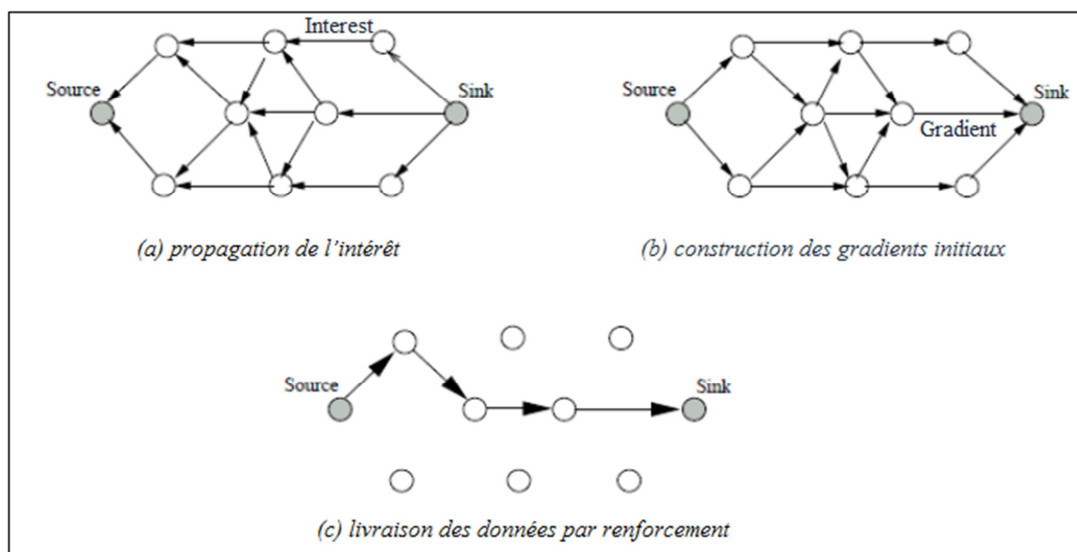 Interest
Source
Sink
(a) propagation de l'intérêt
Source
Sink
Gradient
(b) construction des gradients initiaux
Source
Sink
(c) livraison des données par renforcement